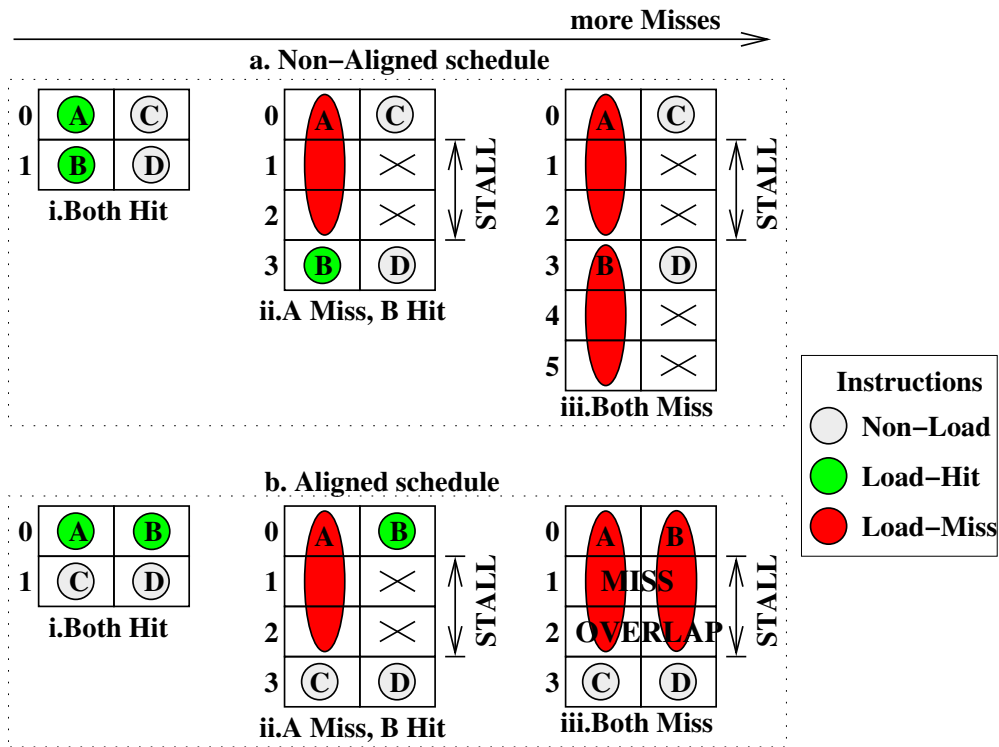 more Misses
a. Non−Aligned schedule
0 A C
1 B D
i.Both Hit
0 A C
1
2
3 B D
STALL
ii.A Miss, B Hit
0 A C
1
2
3 B D
4
5
STALL
iii.Both Miss
Instructions
Non−Load
Load−Hit
Load−Miss
b. Aligned schedule
0 A B
1 C D
i.Both Hit
0 A B
1
2
3 C D
STALL
ii.A Miss, B Hit
0 A B
1 MISS
2 OVERLAP
3 C D
STALL
iii.Both Miss